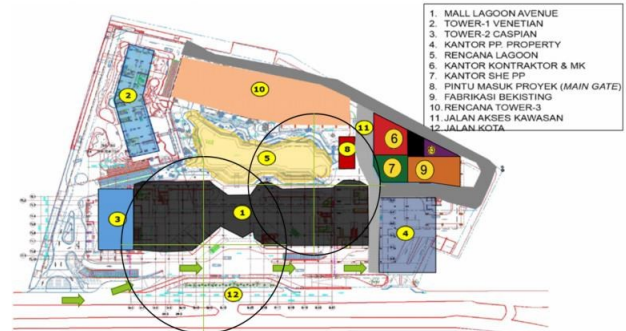 1. MALL LAGOON AVENUE
2. TOWER-1 VENETIAN
3. TOWER-2 CASPIAN
4. KANTOR PP. PROPERTY
5. RENCANA LAGOON
6. KANTOR KONTRAKTOR & MK
7. KANTOR SHE PP
8. PINTU MASUK PROYEK (MAIN GATE)
9. FABRIKASI BEKISTING
10. RENCANA TOWER-3
11. JALAN AKSES KAWASAN
12. JALAN KOTA
10
2
11
6
8
5
7
9
3
1
4
12